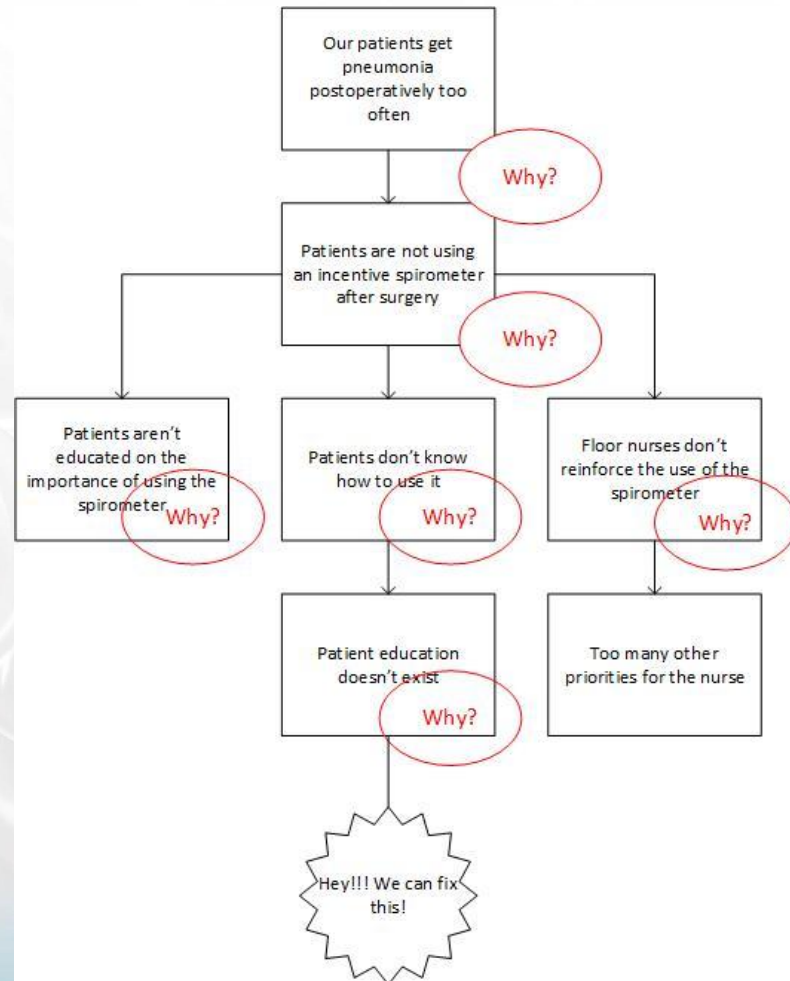 Our patients get
pneumonia
postoperatively too
often
Why?
Patients are not using
an incentive spirometer
after surgery
Why?
Patients aren't
educated on the
importance of using the
spirometer
Why?
Patients don't know
how to use it
Why?
Floor nurses don't
reinforce the use of the
spirometer
Why?
Patient education
doesn't exist
Why?
Too many other
priorities for the nurse
Hey!!! We can fix
this!